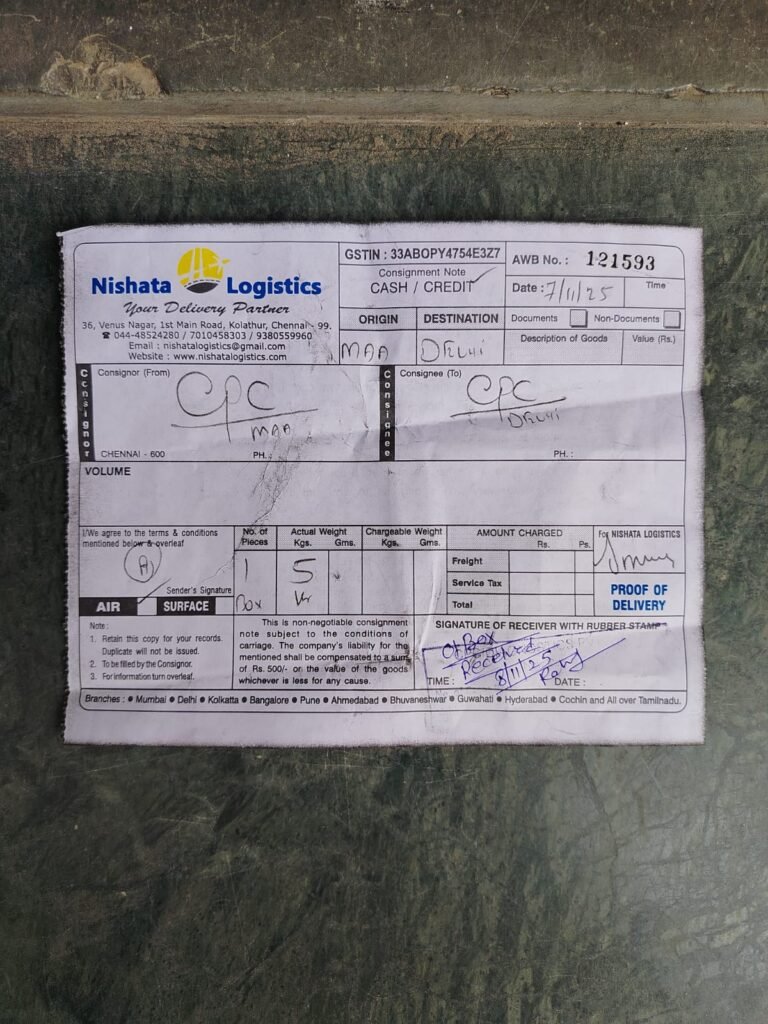 Nishata Logistics
Your Delivery Partner
36, Venus Nagar, 1st Main Road, Kolathur, Chennai - 99.
☎ 044-48524280 / 7010458303 / 9380559960
Email : nishatalogistics@gmail.com
Website : www.nishatalogistics.com
GSTIN : 33ABOPY4754E3Z7
Consignment Note
CASH / CREDIT
AWB No. : 121593
Date : 7/11/25 Time
ORIGIN DESTINATION
MAA DELHI
Documents Non-Documents
Description of Goods Value (Rs.)
Consignor
Consignor (From)
CPC
MAA
CHENNAI - 600 PH.
Consignee
Consignee (To)
CPC
DELHI
PH. :
VOLUME
I/We agree to the terms & conditions
mentioned below & overleaf
Sender's Signature
AIR SURFACE
No. of
Pieces
1
Box
Actual Weight
Kgs. Gms.
5
Chargeable Weight
Kgs. Gms.
AMOUNT CHARGED
Rs. Ps.
Freight
Service Tax
Total
For NISHATA LOGISTICS
PROOF OF
DELIVERY
Note :
1. Retain this copy for your records.
Duplicate will not be issued.
2. To be filled by the Consignor.
3. For information turn overleaf.
This is non-negotiable consignment
note subject to the conditions of
carriage. The company's liability for the
mentioned shall be compensated to a sum
of Rs. 500/- or the value of the goods
whichever is less for any cause.
SIGNATURE OF RECEIVER WITH RUBBER STAMP
Box
Received
8/11/25
TIME : DATE :
Branches : ● Mumbai ● Delhi ● Kolkatta ● Bangalore ● Pune ● Ahmedabad ● Bhuvaneshwar ● Guwahati ● Hyderabad ● Cochin and All over Tamilnadu.